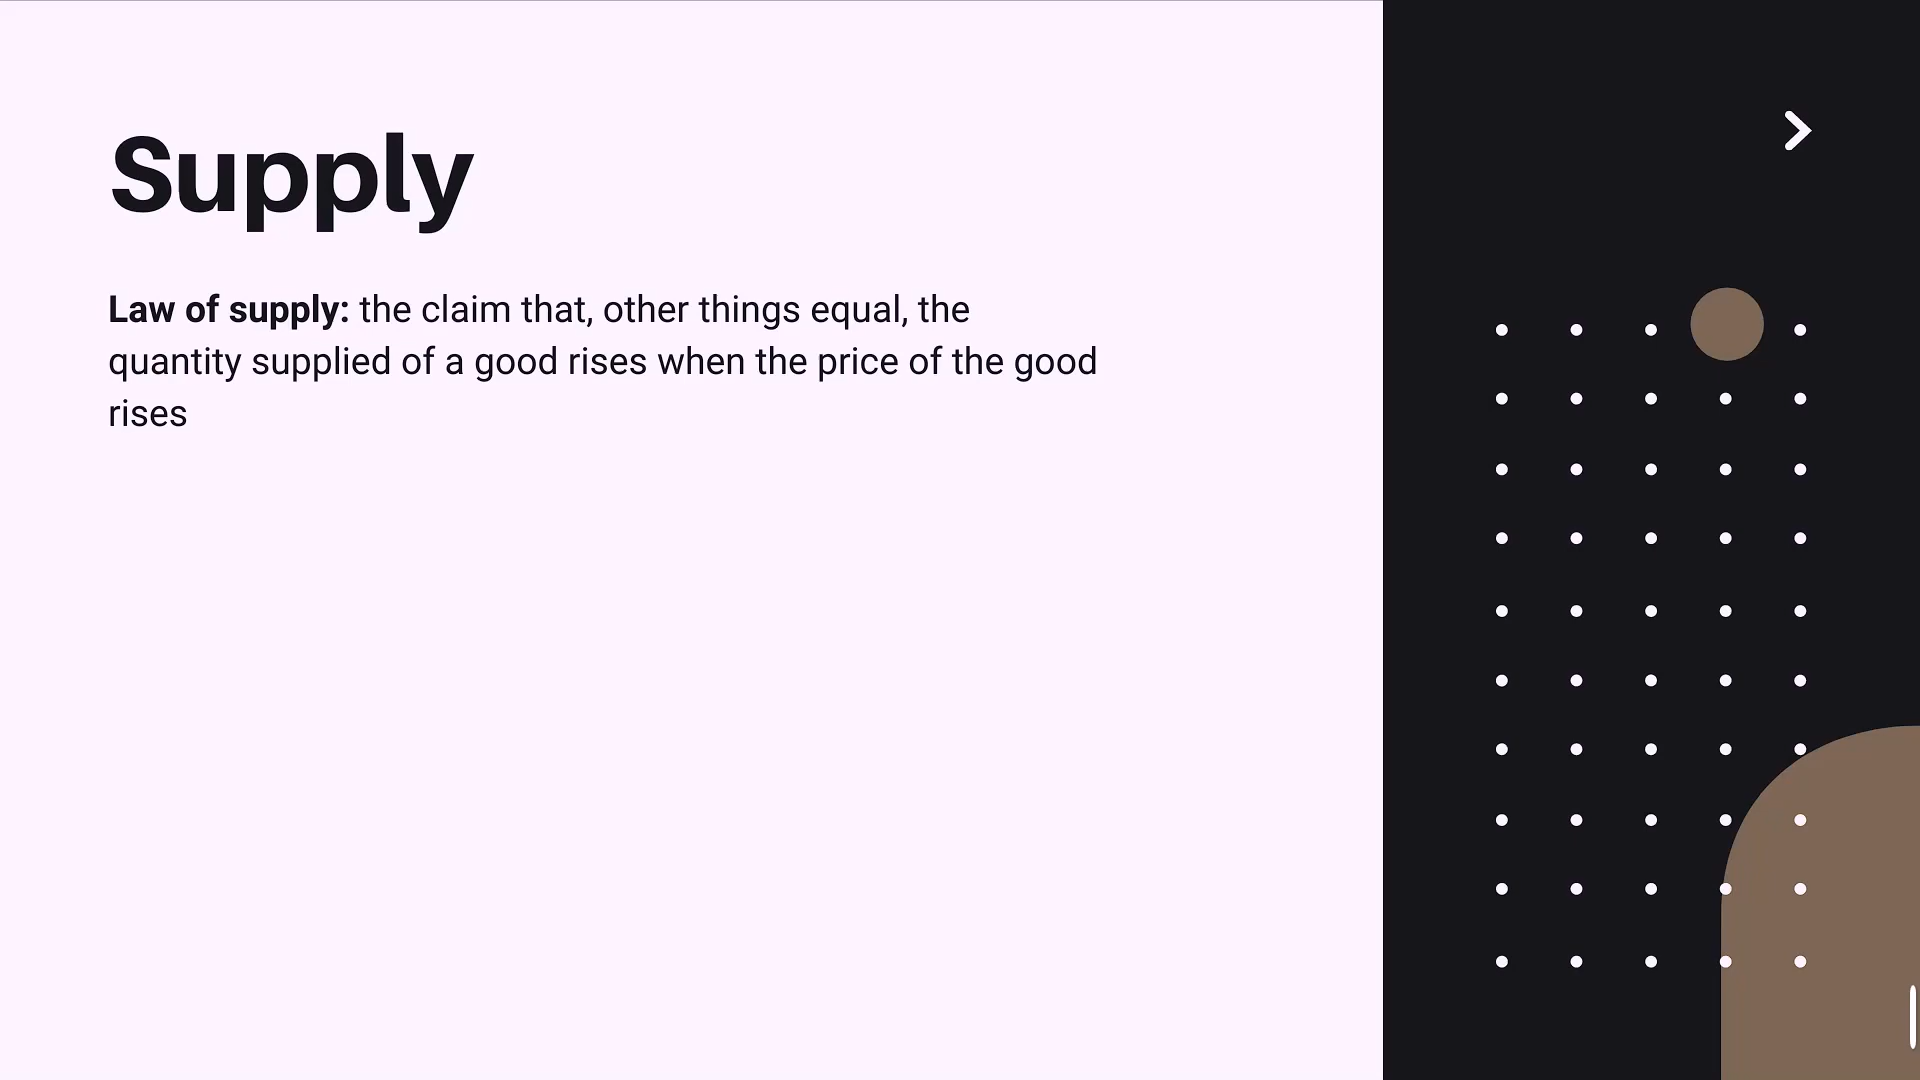 Supply
Law of supply: the claim that, other things equal, the
quantity supplied of a good rises when the price of the good
rises